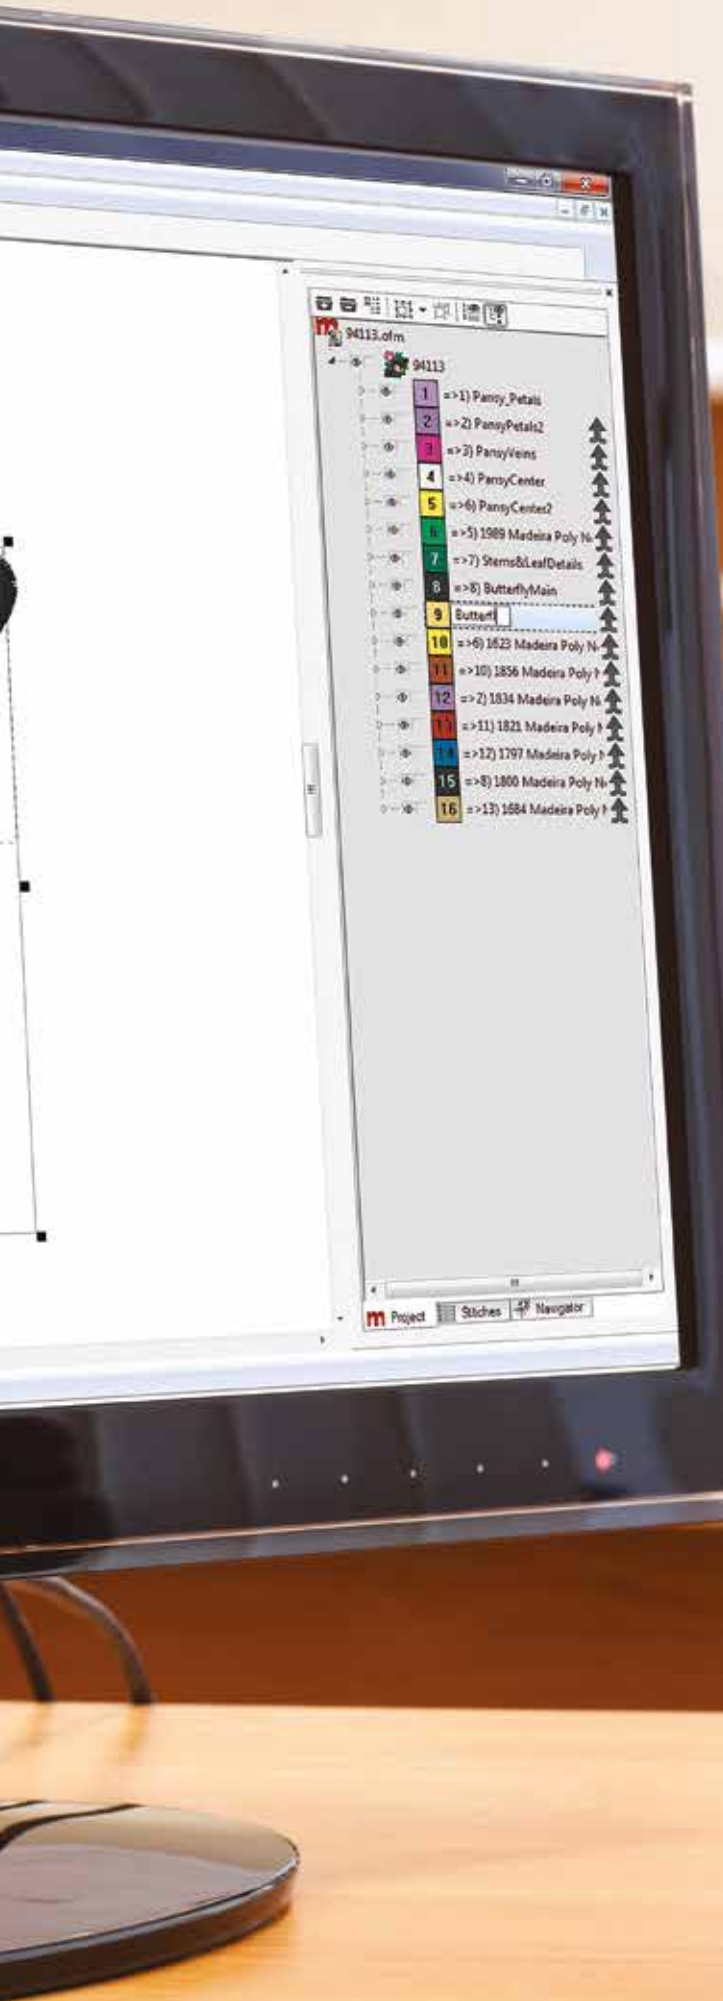 94113.ofm
94113
1 =>1) Pansy_Petals
2 =>2) PansyPetals2
3 =>3) PansyVeins
4 =>4) PansyCenter
5 =>6) PansyCenter2
6 =>5) 1989 Madeira Poly N
7 =>7) Stems&LeafDetails
8 =>8) ButterflyMain
9 Butterfl
10 =>6) 1623 Madeira Poly N
11 =>10) 1856 Madeira Poly
12 =>2) 1834 Madeira Poly N
13 =>11) 1821 Madeira Poly
14 =>12) 1797 Madeira Poly
15 =>8) 1800 Madeira Poly N
16 =>13) 1684 Madeira Poly
m Project Stitches Navigator